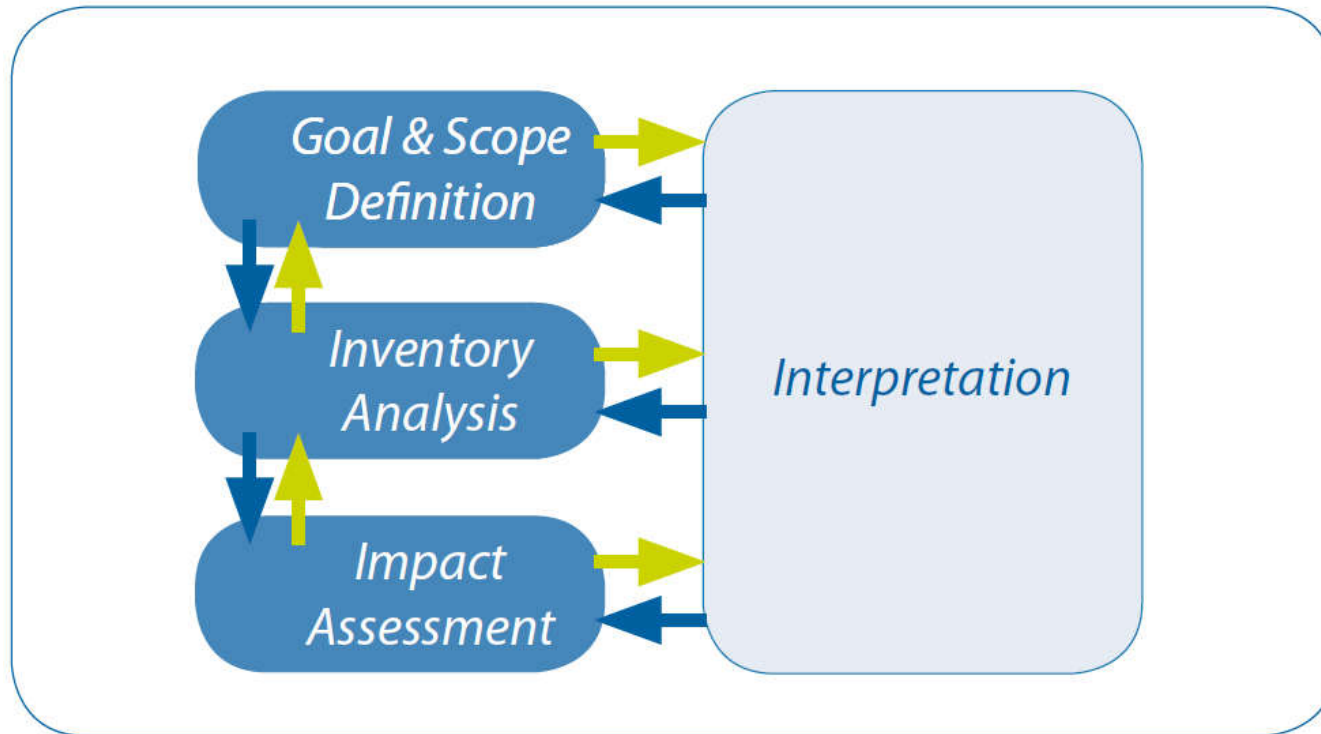 Goal & Scope
Definition
Inventory
Analysis
Interpretation
Impact
Assessment